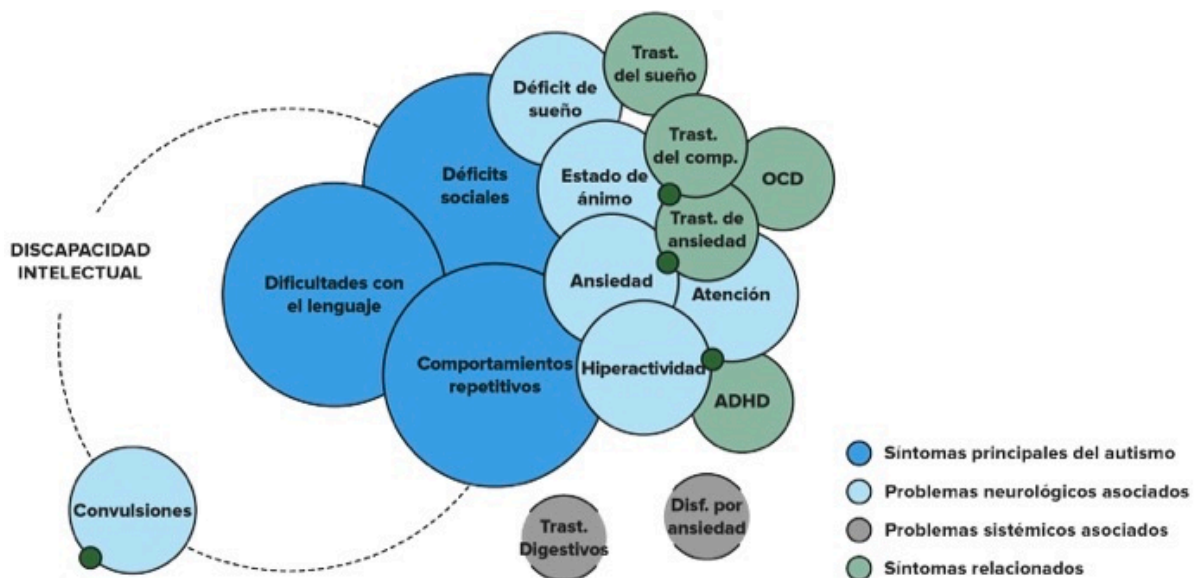 Trast.
del sueño
Déficit de
sueño
Trast.
del comp.
OCD
Déficits
sociales
Estado de
ánimo
Trast. de
ansiedad
DISCAPACIDAD
INTELECTUAL
Dificultades con
el lenguaje
Ansiedad
Atención
Comportamientos
repetitivos
Hiperactividad
ADHD
Convulsiones
Trast.
Digestivos
Disf. por
ansiedad
Síntomas principales del autismo
Problemas neurológicos asociados
Problemas sistémicos asociados
Síntomas relacionados